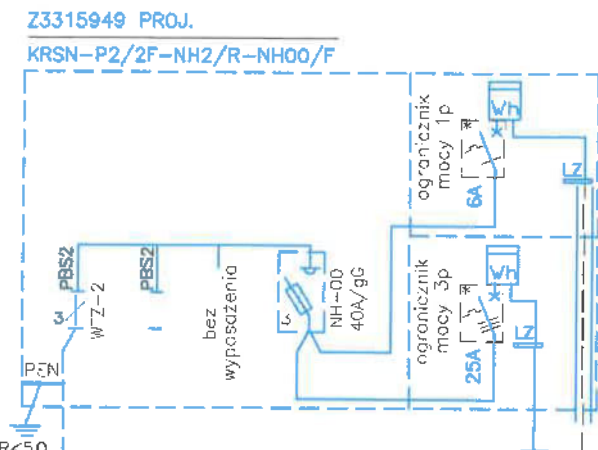 Z3315949 PROJ.
KRSN-P2/2F-NH2/R-NH00/F
Wh
ogranicznik
mocy 1p
6A
LZ
PBS2
3
WTZ-2
PBS2
bez
wyposażenia
NH-00
40A/gG
Wh
ogranicznik
mocy 3p
25A
LZ
PEN